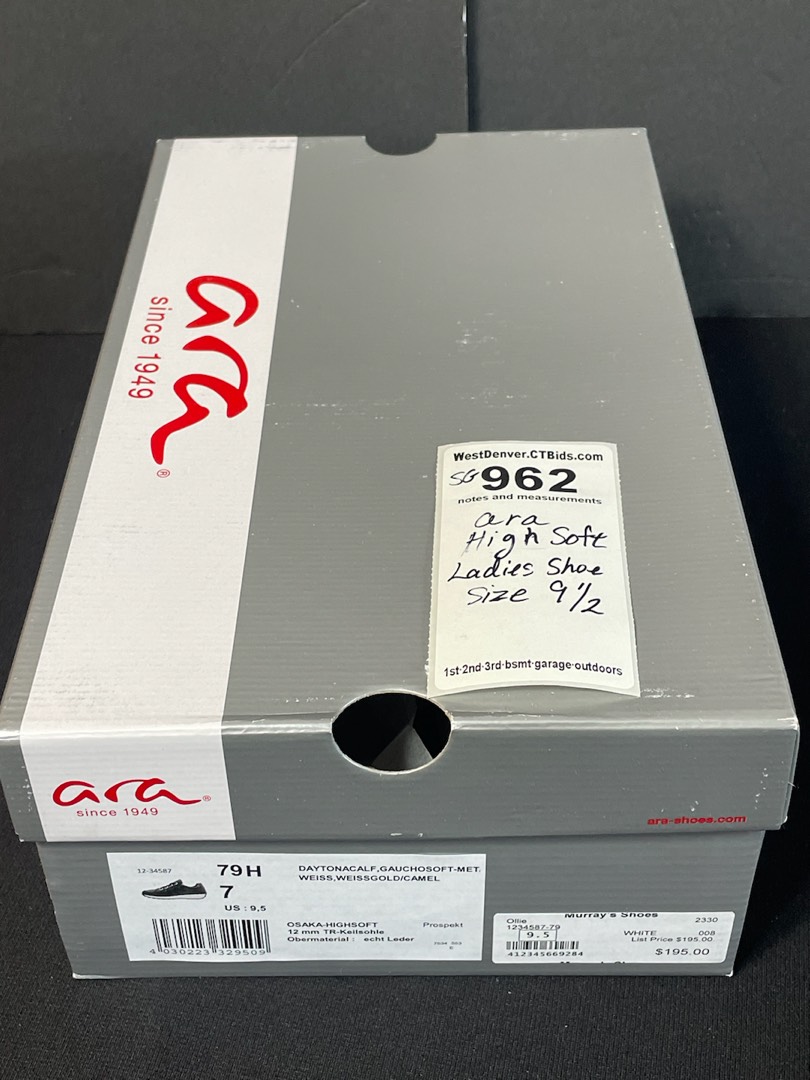 ara®
since 1949
WestDenver.CTBids.com
SG 962
notes and measurements
ara
High Soft
Ladies Shoe
Size 9 1/2
1st·2nd·3rd·bsmt·garage·outdoors
ara®
since 1949
ara-shoes.com
12-34587
79H
7
US : 9,5
DAYTONACALF,GAUCHOSOFT-MET.
WEISS,WEISSGOLD/CAMEL
OSAKA-HIGHSOFT
Prospekt
12 mm TR-Keilsohle
Obermaterial : echt Leder
4 030223 329509
Murray's Shoes
Ollie
2330
1234587-79
9.5
WHITE
008
List Price $195.00
412345669284
$195.00